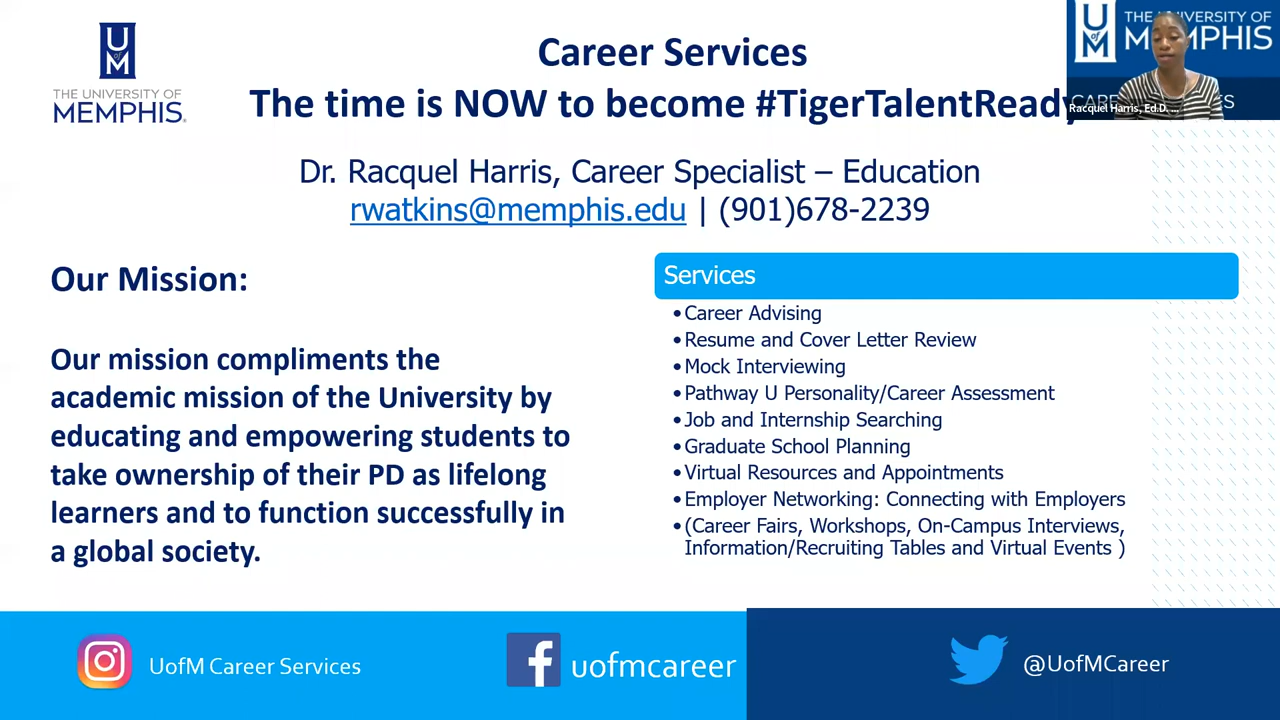 U
of
M
THE UNIVERSITY OF
MEMPHIS.
Career Services
The time is NOW to become #TigerTalentReady
THE UNIVERSITY OF
MEMPHIS
U
of
M
Racquel Harris, Ed.D. ...
Dr. Racquel Harris, Career Specialist – Education
rwatkins@memphis.edu | (901)678-2239
Our Mission:
Our mission compliments the
academic mission of the University by
educating and empowering students to
take ownership of their PD as lifelong
learners and to function successfully in
a global society.
Services
•Career Advising
•Resume and Cover Letter Review
•Mock Interviewing
•Pathway U Personality/Career Assessment
•Job and Internship Searching
•Graduate School Planning
•Virtual Resources and Appointments
•Employer Networking: Connecting with Employers
•(Career Fairs, Workshops, On-Campus Interviews,
Information/Recruiting Tables and Virtual Events )
UofM Career Services
f uofmcareer
@UofMCareer